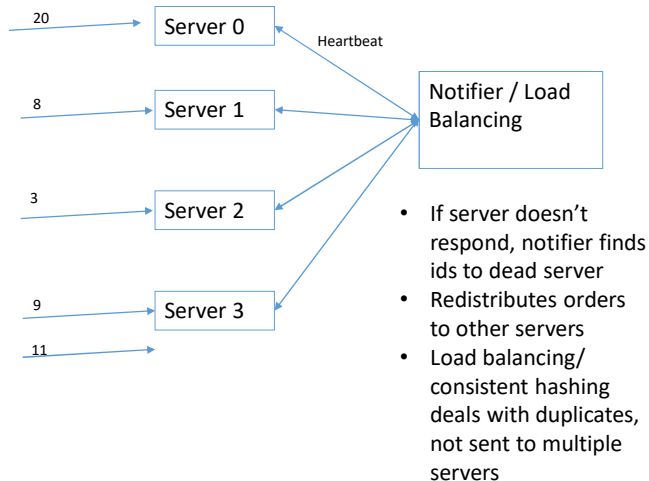 20
Server 0
Heartbeat
8
Server 1
Notifier / Load
Balancing
3
Server 2
9
Server 3
11
• If server doesn’t
respond, notifier finds
ids to dead server
• Redistributes orders
to other servers
• Load balancing/
consistent hashing
deals with duplicates,
not sent to multiple
servers